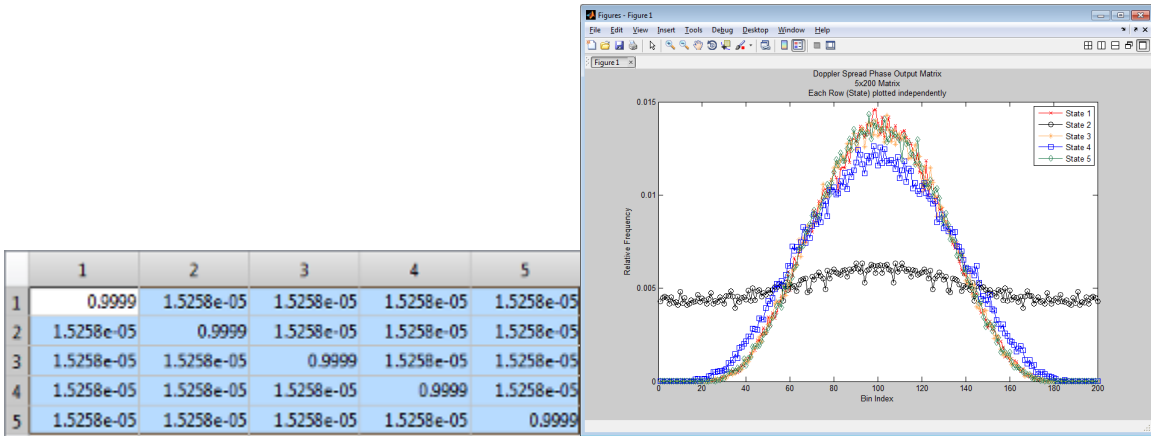 1 2 3 4 5
1 0.9999 1.5258e-05 1.5258e-05 1.5258e-05 1.5258e-05
2 1.5258e-05 0.9999 1.5258e-05 1.5258e-05 1.5258e-05
3 1.5258e-05 1.5258e-05 0.9999 1.5258e-05 1.5258e-05
4 1.5258e-05 1.5258e-05 1.5258e-05 0.9999 1.5258e-05
5 1.5258e-05 1.5258e-05 1.5258e-05 1.5258e-05 0.9999
Figures - Figure 1
File Edit View Insert Tools Debug Desktop Window Help
Figure 1
Doppler Spread Phase Output Matrix
5x200 Matrix
Each Row (State) plotted independently
0.015
0.01
0.005
0
Relative Frequency
State 1
State 2
State 3
State 4
State 5
0 20 40 60 80 100 120 140 160 180 200
Bin Index